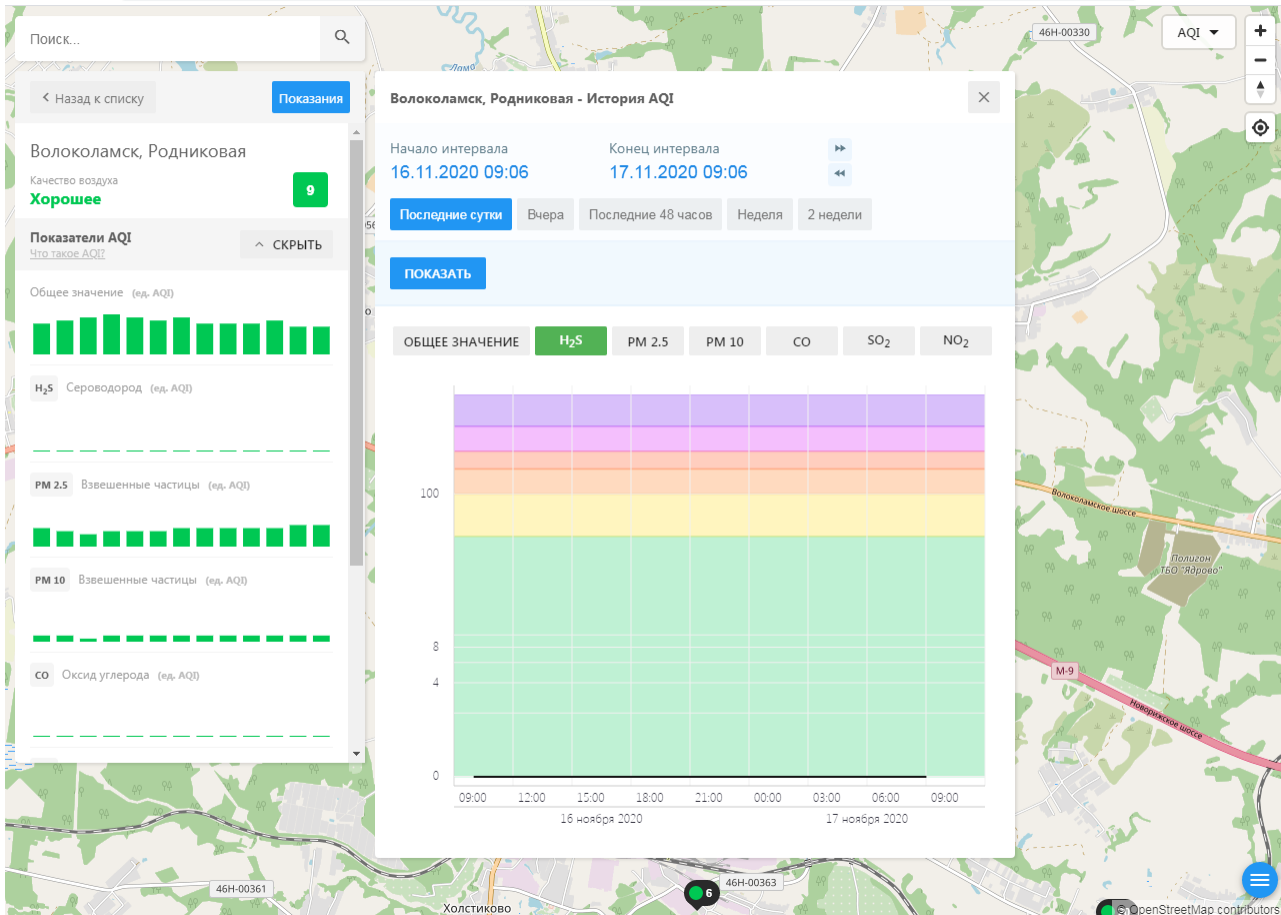 Поиск...
Назад к списку
Показания
Волоколамск, Родниковая
Качество воздуха
Хорошее
9
Показатели AQI
Что такое AQI?
СКРЫТЬ
Общее значение (ед. AQI)
H2S Сероводород (ед. AQI)
PM 2.5 Взвешенные частицы (ед. AQI)
PM 10 Взвешенные частицы (ед. AQI)
CO Оксид углерода (ед. AQI)
Волоколамск, Родниковая - История AQI
Начало интервала
16.11.2020 09:06
Конец интервала
17.11.2020 09:06
Последние сутки Вчера Последние 48 часов Неделя 2 недели
ПОКАЗАТЬ
ОБЩЕЕ ЗНАЧЕНИЕ H2S PM 2.5 PM 10 CO SO2 NO2
100
8
4
0
09:00 12:00 15:00 18:00 21:00 00:00 03:00 06:00 09:00
16 ноября 2020 17 ноября 2020
Лама
46Н-00330
AQI
Волоколамское шоссе
Полигон
ТБО "Ядрово"
М-9
Новорижское шоссе
46Н-00361
46Н-00363
6
Холстиково
© OpenStreetMap contributors